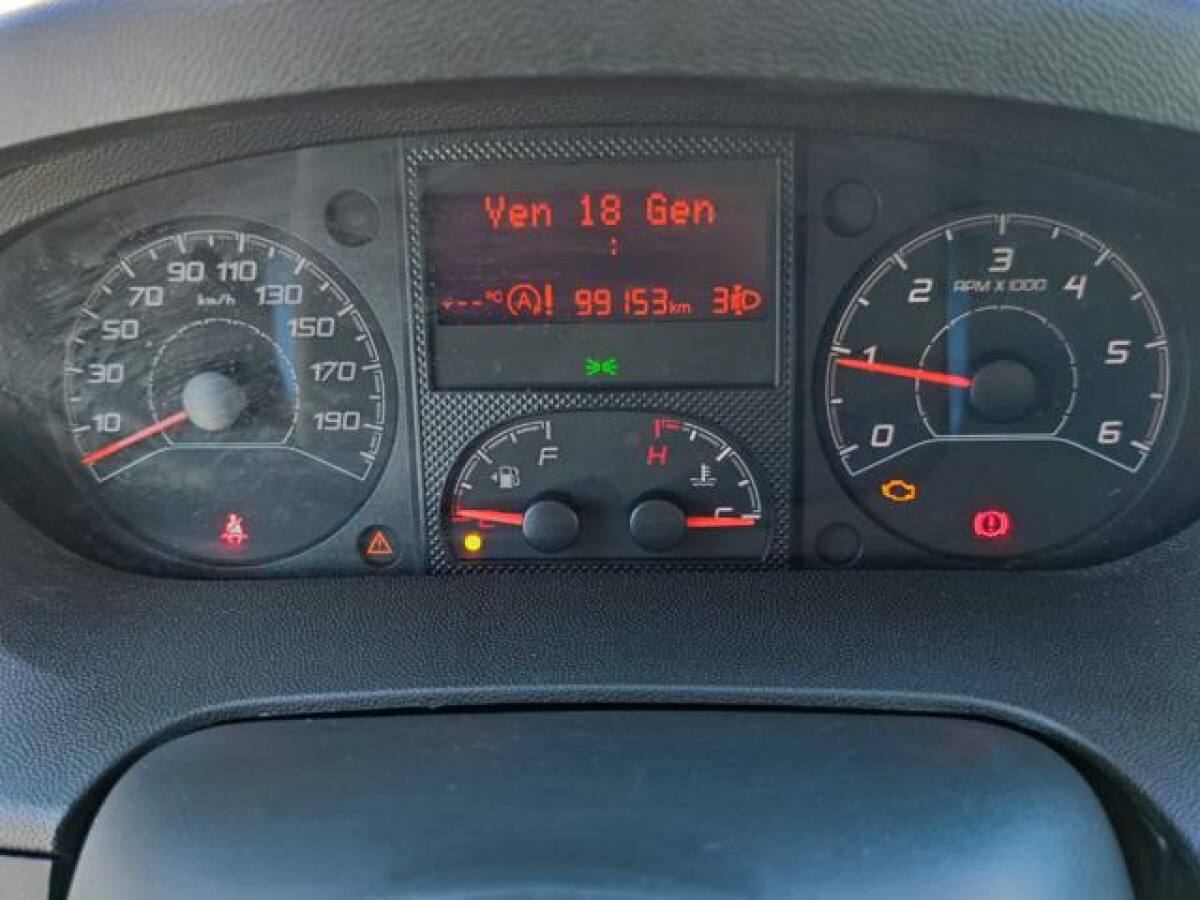 Ven 18 Gen
:
---°C A! 99153km 3
10 30 50 70 90 110 130 150 170 190
km/h
F
H
C
0 1 2 3 4 5 6
RPM X 1000